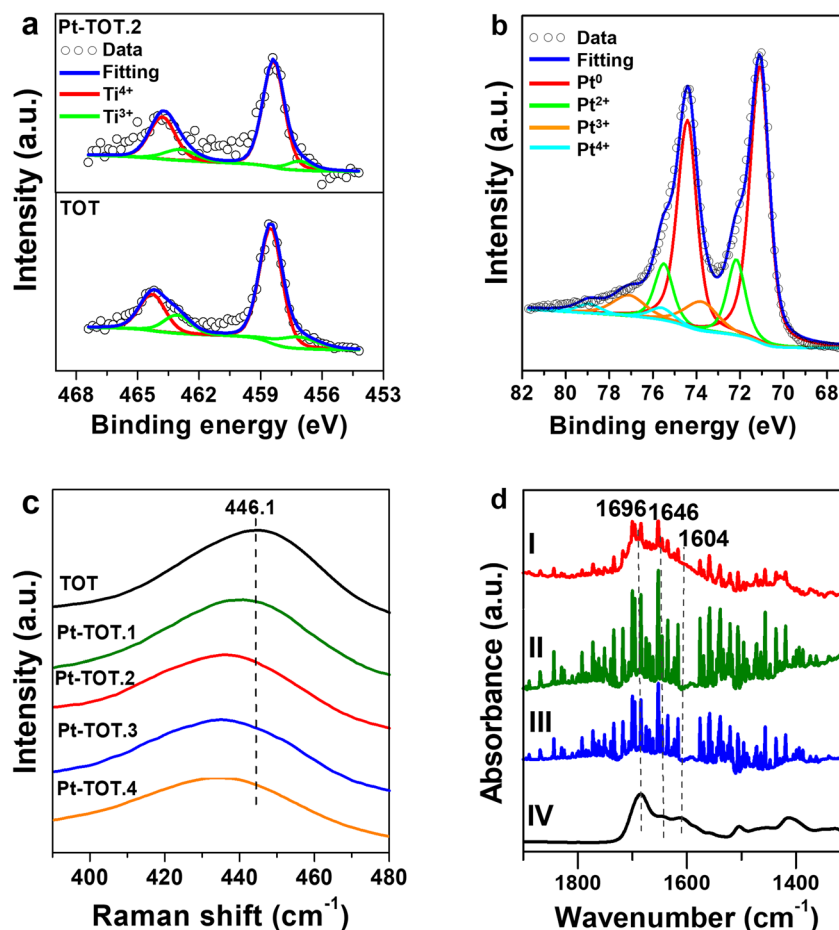 a
Pt-TOT.2
Data
Fitting
Ti4+
Ti3+
TOT
Intensity (a.u.)
468 465 462 459 456 453
Binding energy (eV)
b
Data
Fitting
Pt0
Pt2+
Pt3+
Pt4+
Intensity (a.u.)
82 80 78 76 74 72 70 68
Binding energy (eV)
c
446.1
TOT
Pt-TOT.1
Pt-TOT.2
Pt-TOT.3
Pt-TOT.4
Intensity (a.u.)
400 420 440 460 480
Raman shift (cm-1)
d
1696 1646
1604
I
II
III
IV
Absorbance (a.u.)
1800 1600 1400
Wavenumber (cm-1)